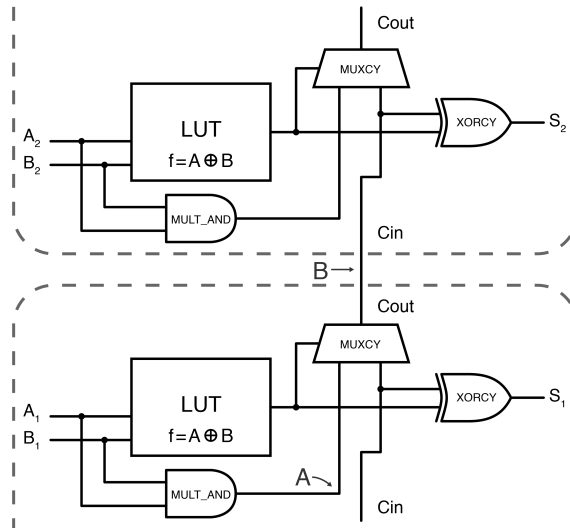 Cout
MUXCY
LUT
f=A⊕B
A₂
B₂
XORCY
S₂
MULT_AND
Cin
B
Cout
MUXCY
LUT
f=A⊕B
A₁
B₁
XORCY
S₁
A
MULT_AND
Cin